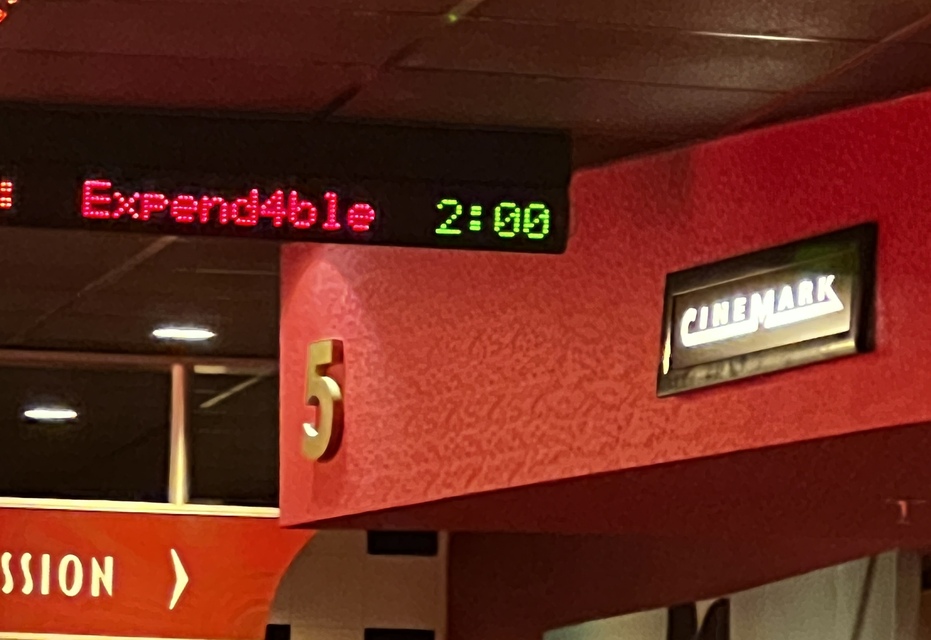 Expend4ble 2:00
CINEMARK
5
SSION